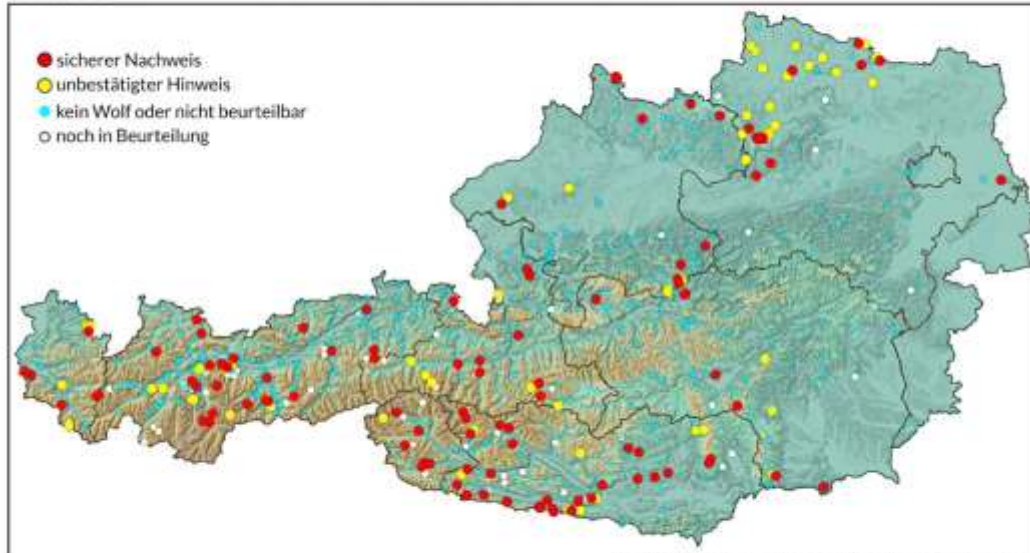 sicherer Nachweis
unbestätigter Hinweis
kein Wolf oder nicht beurteilbar
noch in Beurteilung